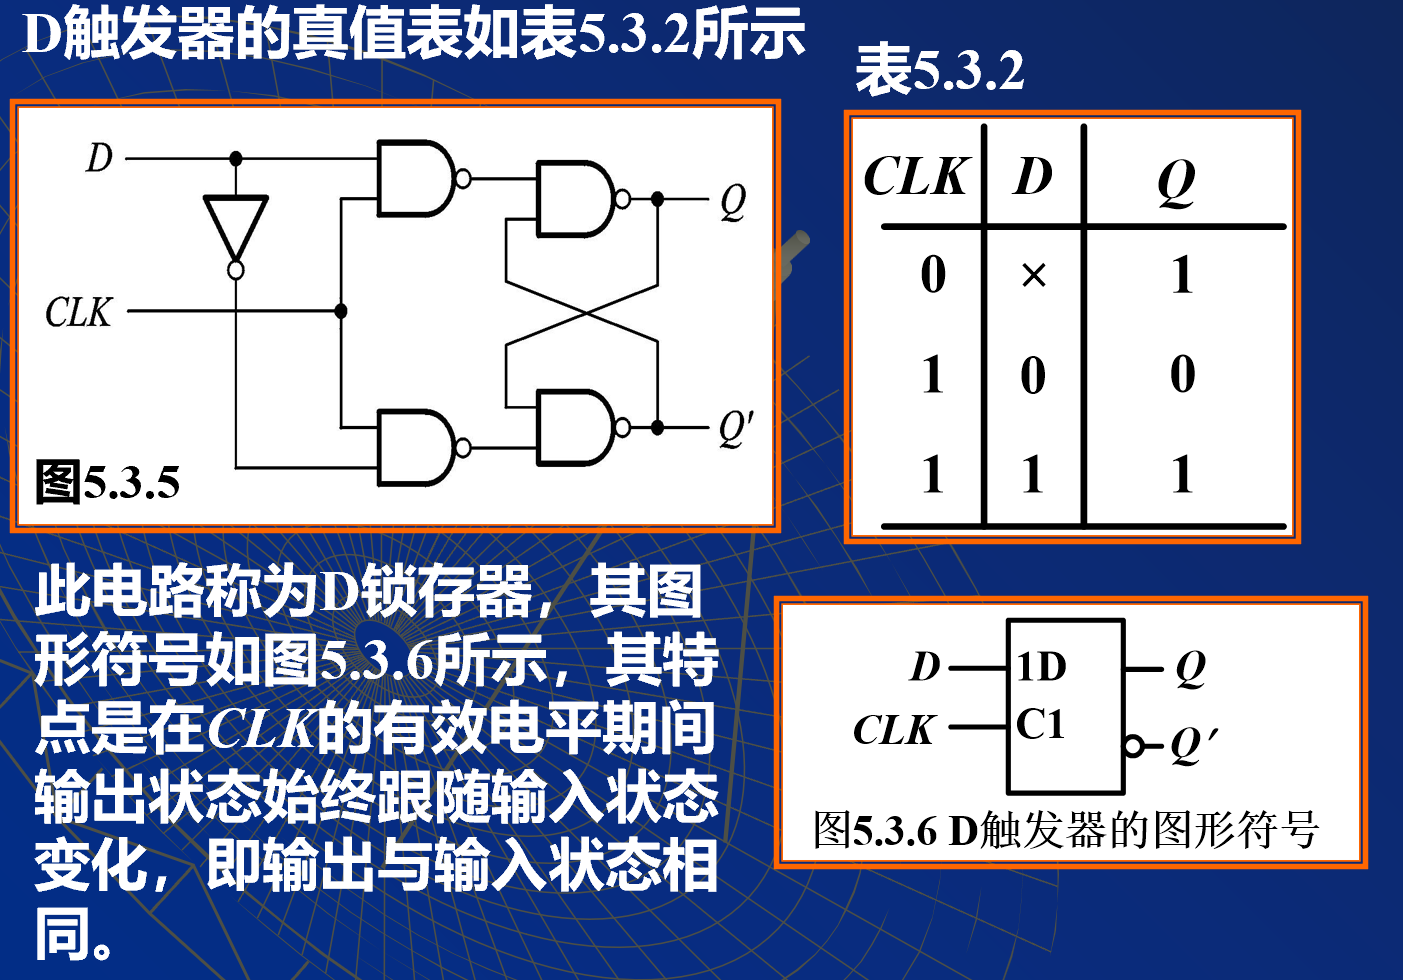 D触发器的真值表如表5.3.2所示
表5.3.2
D
CLK
Q
Q'
图5.3.5
CLK D Q
0 × 1
1 0 0
1 1 1
此电路称为D锁存器，其图
形符号如图5.3.6所示，其特
点是在CLK的有效电平期间
输出状态始终跟随输入状态
变化，即输出与输入状态相
同。
D 1D Q
CLK C1 Q'
图5.3.6 D触发器的图形符号